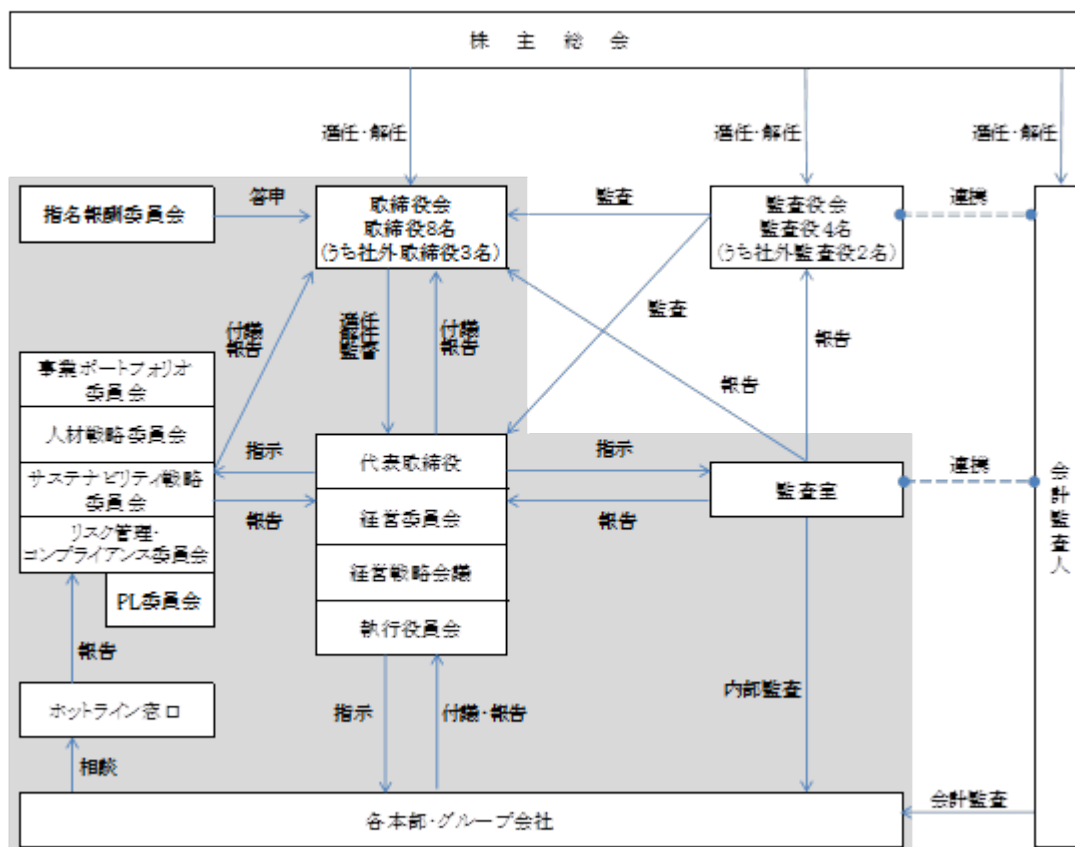 株 主 総 会
選任・解任
選任・解任
選任・解任
指名報酬委員会
答申
取締役会
取締役8名
(うち社外取締役3名)
監査
監査役会
監査役4名
(うち社外監査役2名)
連携
付議
報告
選任
解任
監督
付議
報告
監査
報告
報告
事業ポートフォリオ
委員会
人材戦略委員会
サステナビリティ戦略
委員会
リスク管理・
コンプライアンス委員会
PL委員会
指示
報告
代表取締役
経営委員会
経営戦略会議
執行役員会
指示
報告
監査室
連携
会計監査人
報告
ホットライン窓口
相談
指示
付議・報告
内部監査
会計監査
各本部・グループ会社